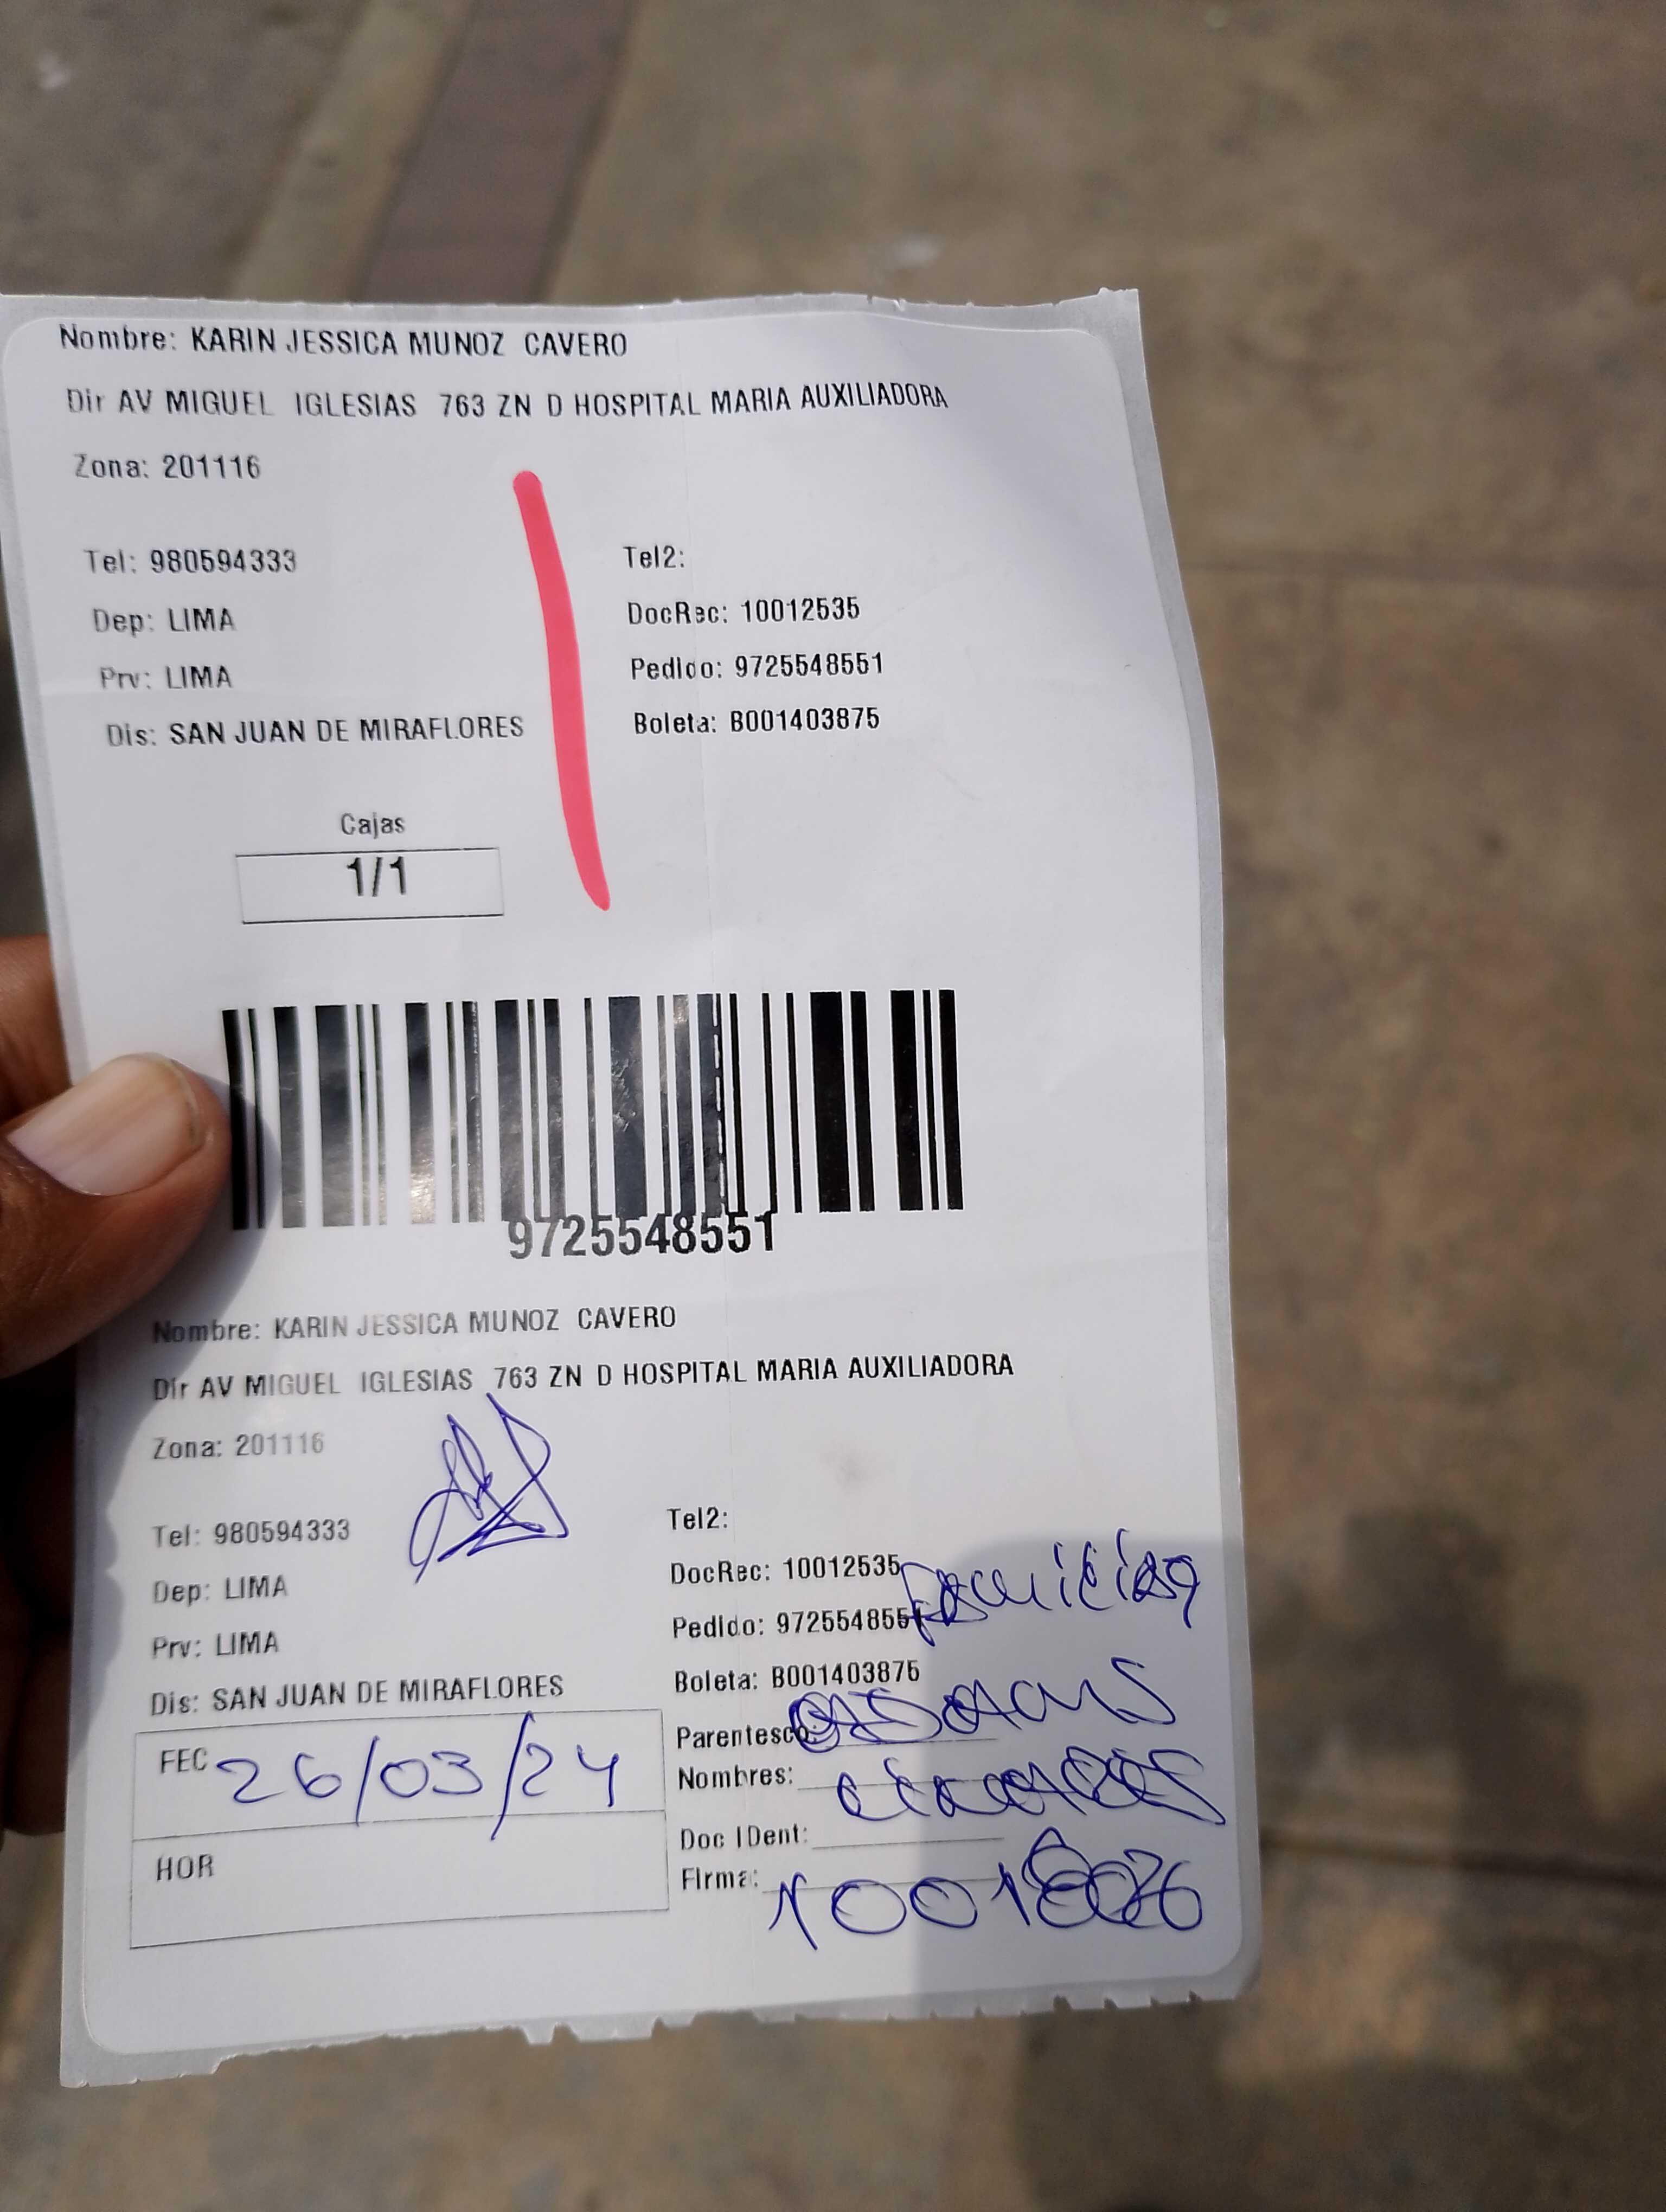 Nombre: KARIN JESSICA MUNOZ CAVERO
Dir AV MIGUEL IGLESIAS 763 ZN D HOSPITAL MARIA AUXILIADORA
Zona: 201116
Tel: 980594333 Tel2:
Dep: LIMA DocRec: 10012535
Prv: LIMA Pedido: 9725548551
Dis: SAN JUAN DE MIRAFLORES Boleta: B001403875
Cajas
1/1
9725548551
Nombre: KARIN JESSICA MUNOZ CAVERO
Dir AV MIGUEL IGLESIAS 763 ZN D HOSPITAL MARIA AUXILIADORA
Zona: 201116
Tel: 980594333 Tel2:
Dep: LIMA DocRec: 10012535
Prv: LIMA Pedido: 9725548551
Dis: SAN JUAN DE MIRAFLORES Boleta: B001403875
FEC 26/03/24 Parentesco:
Nombres:
HOR Doc IDent:
Firma: